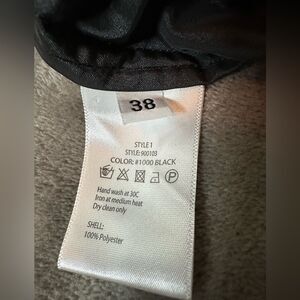 38
STYLE 1
STYLE: 900103
COLOR: #1000 BLACK
P
Hand wash at 30C
Iron at medium heat
Dry clean only
SHELL:
100% Polyester